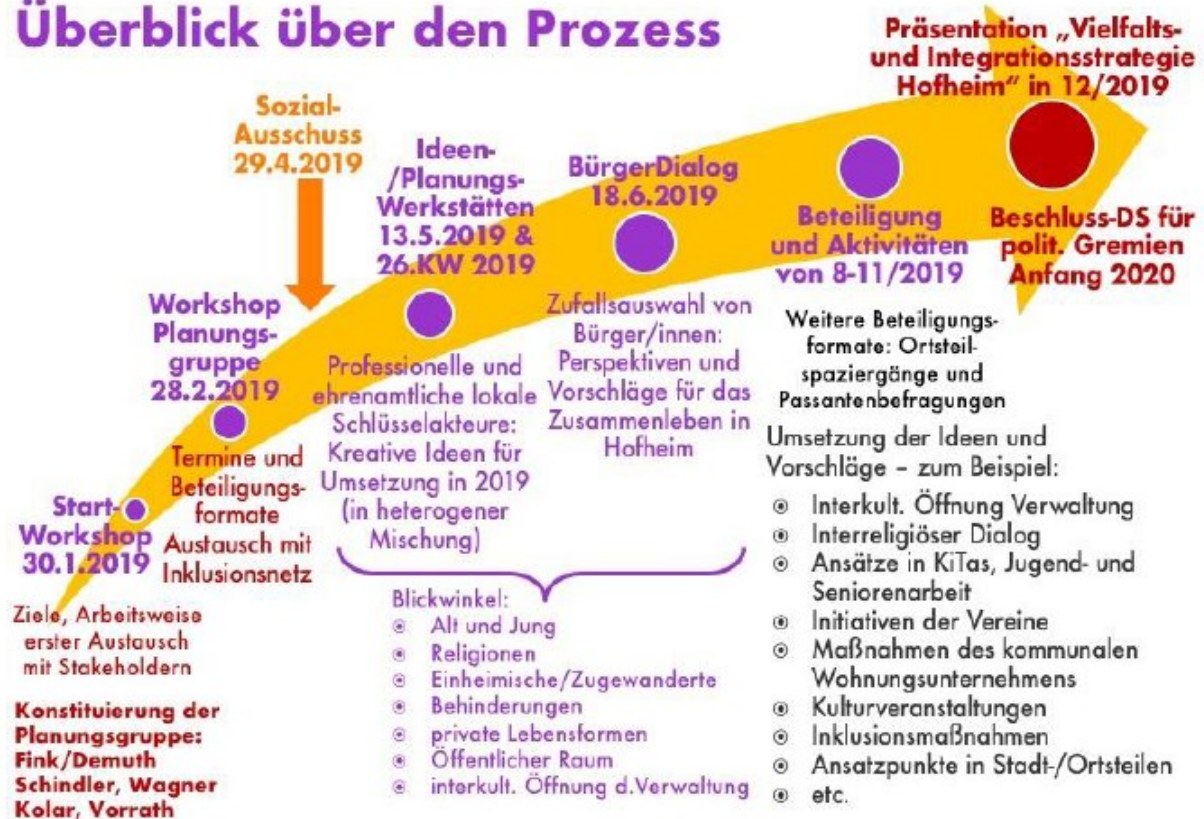 Überblick über den Prozess
Start-
Workshop
30.1.2019
Ziele, Arbeitsweise
erster Austausch
mit Stakeholdern
Konstituierung der
Planungsgruppe:
Fink/Demuth
Schindler, Wagner
Kolar, Vorrath
Workshop
Planungs-
gruppe
28.2.2019
Termine und
Beteiligungs-
formate
Austausch mit
Inklusionsnetz
Sozial-
Ausschuss
29.4.2019
Ideen-
/Planungs-
Werkstätten
13.5.2019 &
26.KW 2019
Professionelle und
ehrenamtliche lokale
Schlüsselakteure:
Kreative Ideen für
Umsetzung in 2019
(in heterogener
Mischung)
BürgerDialog
18.6.2019
Zufallsauswahl von
Bürger/innen:
Perspektiven und
Vorschläge für das
Zusammenleben in
Hofheim
Blickwinkel:
Alt und Jung
Religionen
Einheimische/Zugewanderte
Behinderungen
private Lebensformen
Öffentlicher Raum
interkult. Öffnung d.Verwaltung
Beteiligung
und Aktivitäten
von 8-11/2019
Weitere Beteiligungs-
formate: Ortsteil-
spaziergänge und
Passantenbefragungen
Umsetzung der Ideen und
Vorschläge – zum Beispiel:
Interkult. Öffnung Verwaltung
Interreligiöser Dialog
Ansätze in KiTas, Jugend- und
Seniorenarbeit
Initiativen der Vereine
Maßnahmen des kommunalen
Wohnungsunternehmens
Kulturveranstaltungen
Inklusionsmaßnahmen
Ansatzpunkte in Stadt-/Ortsteilen
etc.
Präsentation „Vielfalts-
und Integrationsstrategie
Hofheim“ in 12/2019
Beschluss-DS für
polit. Gremien
Anfang 2020